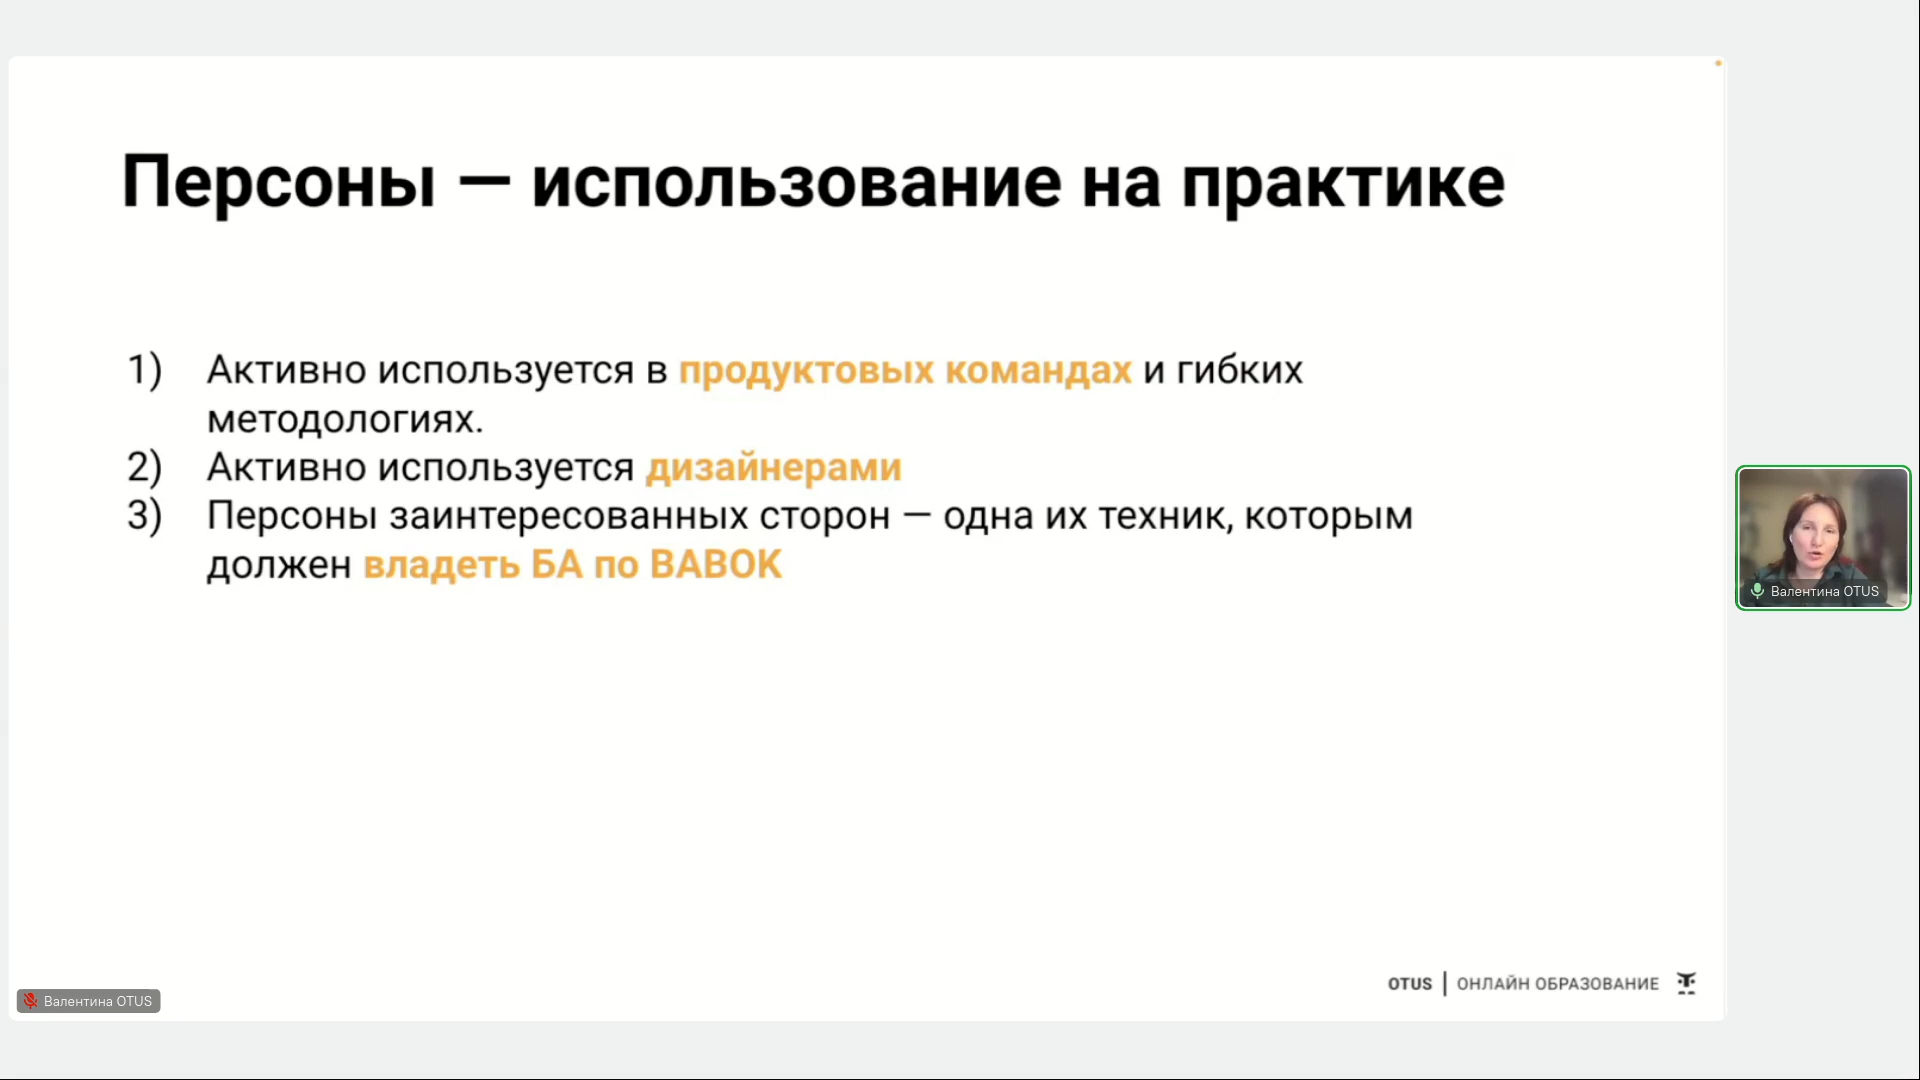 Персоны — использование на практике
1) Активно используется в продуктовых командах и гибких
методологиях.
2) Активно используется дизайнерами
3) Персоны заинтересованных сторон — одна их техник, которым
должен владеть БА по BABOK
Валентина OTUS
OTUS | ОНЛАЙН ОБРАЗОВАНИЕ
Валентина OTUS